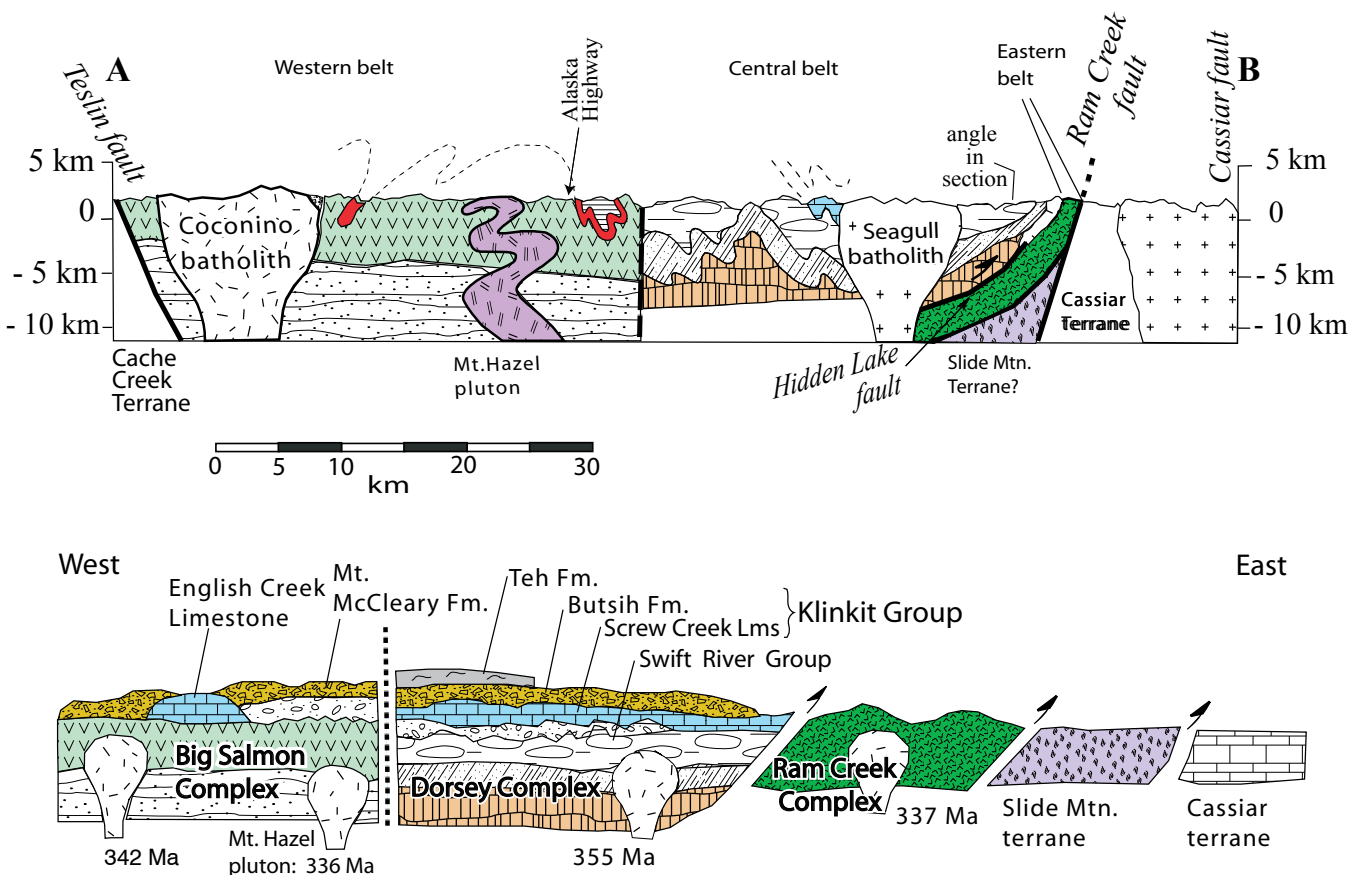 A
Western belt
Central belt
Eastern
belt
B
Teslin fault
Alaska
Highway
Ram Creek
fault
Cassiar fault
angle
in
section
5 km
0
- 5 km
- 10 km
Coconino
batholith
Seagull
batholith
5 km
0
- 5 km
- 10 km
Cassiar
Terrane
Cache
Creek
Terrane
Mt.Hazel
pluton
Hidden Lake
fault
Slide Mtn.
Terrane?
0 5 10 20 30
km
West
East
English Creek
Limestone
Mt.
McCleary Fm.
Teh Fm.
Butsih Fm.
Screw Creek Lms
Klinkit Group
Swift River Group
Big Salmon
Complex
Dorsey Complex
Ram Creek
Complex
342 Ma
Mt. Hazel
pluton: 336 Ma
355 Ma
337 Ma
Slide Mtn.
terrane
Cassiar
terrane